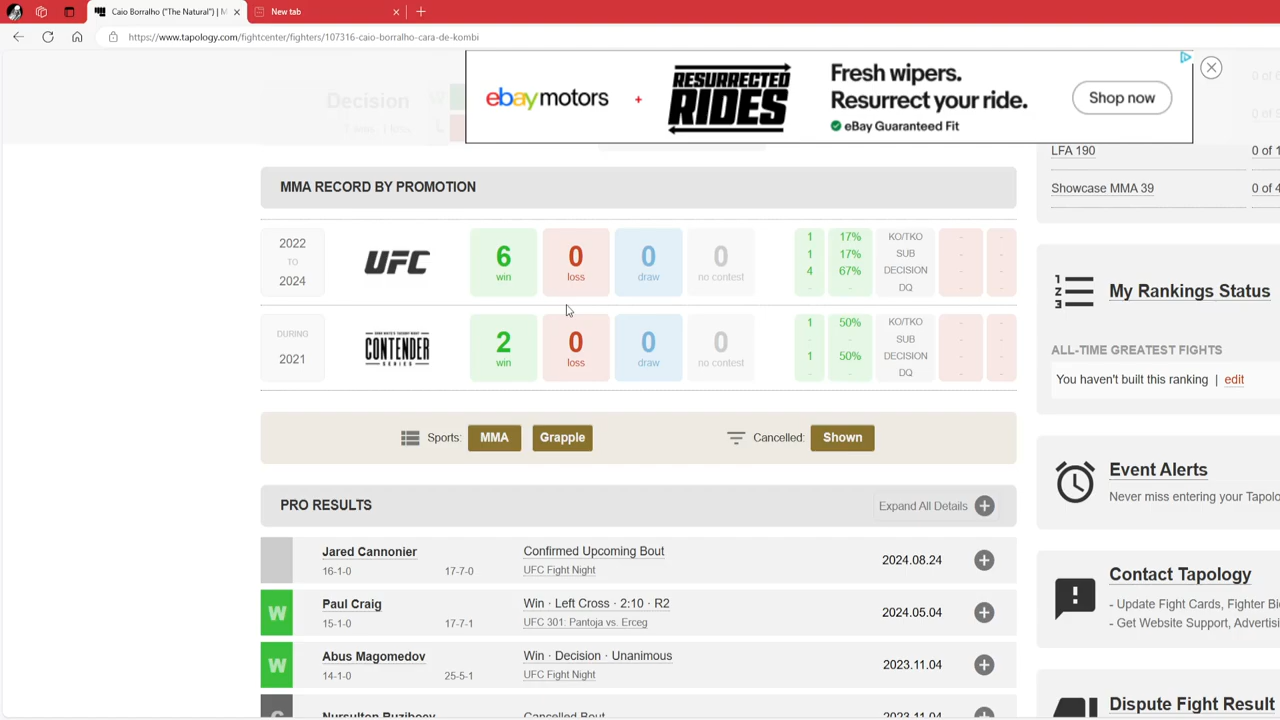 Caio Borralho ("The Natural") | M
New tab
https://www.tapology.com/fightcenter/fighters/107316-caio-borralho-cara-de-kombi
ebay motors + RESURRECTED RIDES
Fresh wipers.
Resurrect your ride.
eBay Guaranteed Fit
Shop now
Decision
LFA 190
Showcase MMA 39
0 of 4
MMA RECORD BY PROMOTION
2022 TO 2024
UFC
6 win
0 loss
0 draw
0 no contest
1 17% KO/TKO - -
1 17% SUB - -
4 67% DECISION - -
- - DQ - -
DURING 2021
CONTENDER SERIES
2 win
0 loss
0 draw
0 no contest
1 50% KO/TKO - -
- - SUB - -
1 50% DECISION - -
- - DQ - -
Sports: MMA Grapple
Cancelled: Shown
PRO RESULTS
Expand All Details
Jared Cannonier Confirmed Upcoming Bout 2024.08.24
16-1-0 17-7-0 UFC Fight Night
W Paul Craig Win · Left Cross · 2:10 · R2 2024.05.04
15-1-0 17-7-1 UFC 301: Pantoja vs. Erceg
W Abus Magomedov Win · Decision · Unanimous 2023.11.04
14-1-0 25-5-1 UFC Fight Night
Nursulton Ruziboev Cancelled Bout 2023.11.04
My Rankings Status
ALL-TIME GREATEST FIGHTS
You haven't built this ranking | edit
Event Alerts
Never miss entering your Tapolo
Contact Tapology
- Update Fight Cards, Fighter Bi
- Get Website Support, Advertisi
Dispute Fight Result